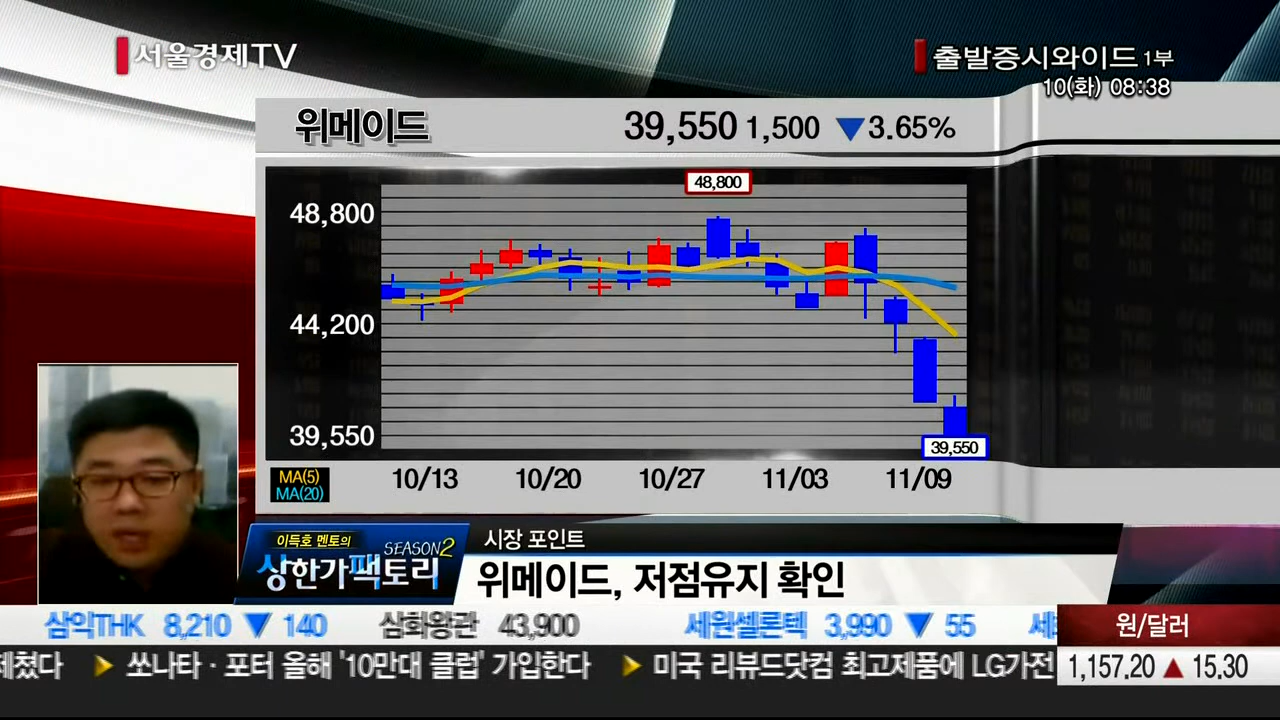 서울경제TV
출발증시와이드 1부
10(화) 08:38
위메이드 39,550 1,500 ▼3.65%
48,800
48,800
44,200
39,550
39,550
10/13 10/20 10/27 11/03 11/09
MA(5)
MA(20)
이득호 멘토의
SEASON2
상한가팩토리
시장 포인트
위메이드, 저점유지 확인
삼익THK 8,210 ▼ 140 삼화왕관 43,900 세원셀론텍 3,990 ▼ 55
원/달러
제쳤다 ▶ 쏘나타·포터 올해 '10만대 클럽' 가입한다 ▶ 미국 리뷰드닷컴 최고제품에 LG가전
1,157.20 ▲ 15.30